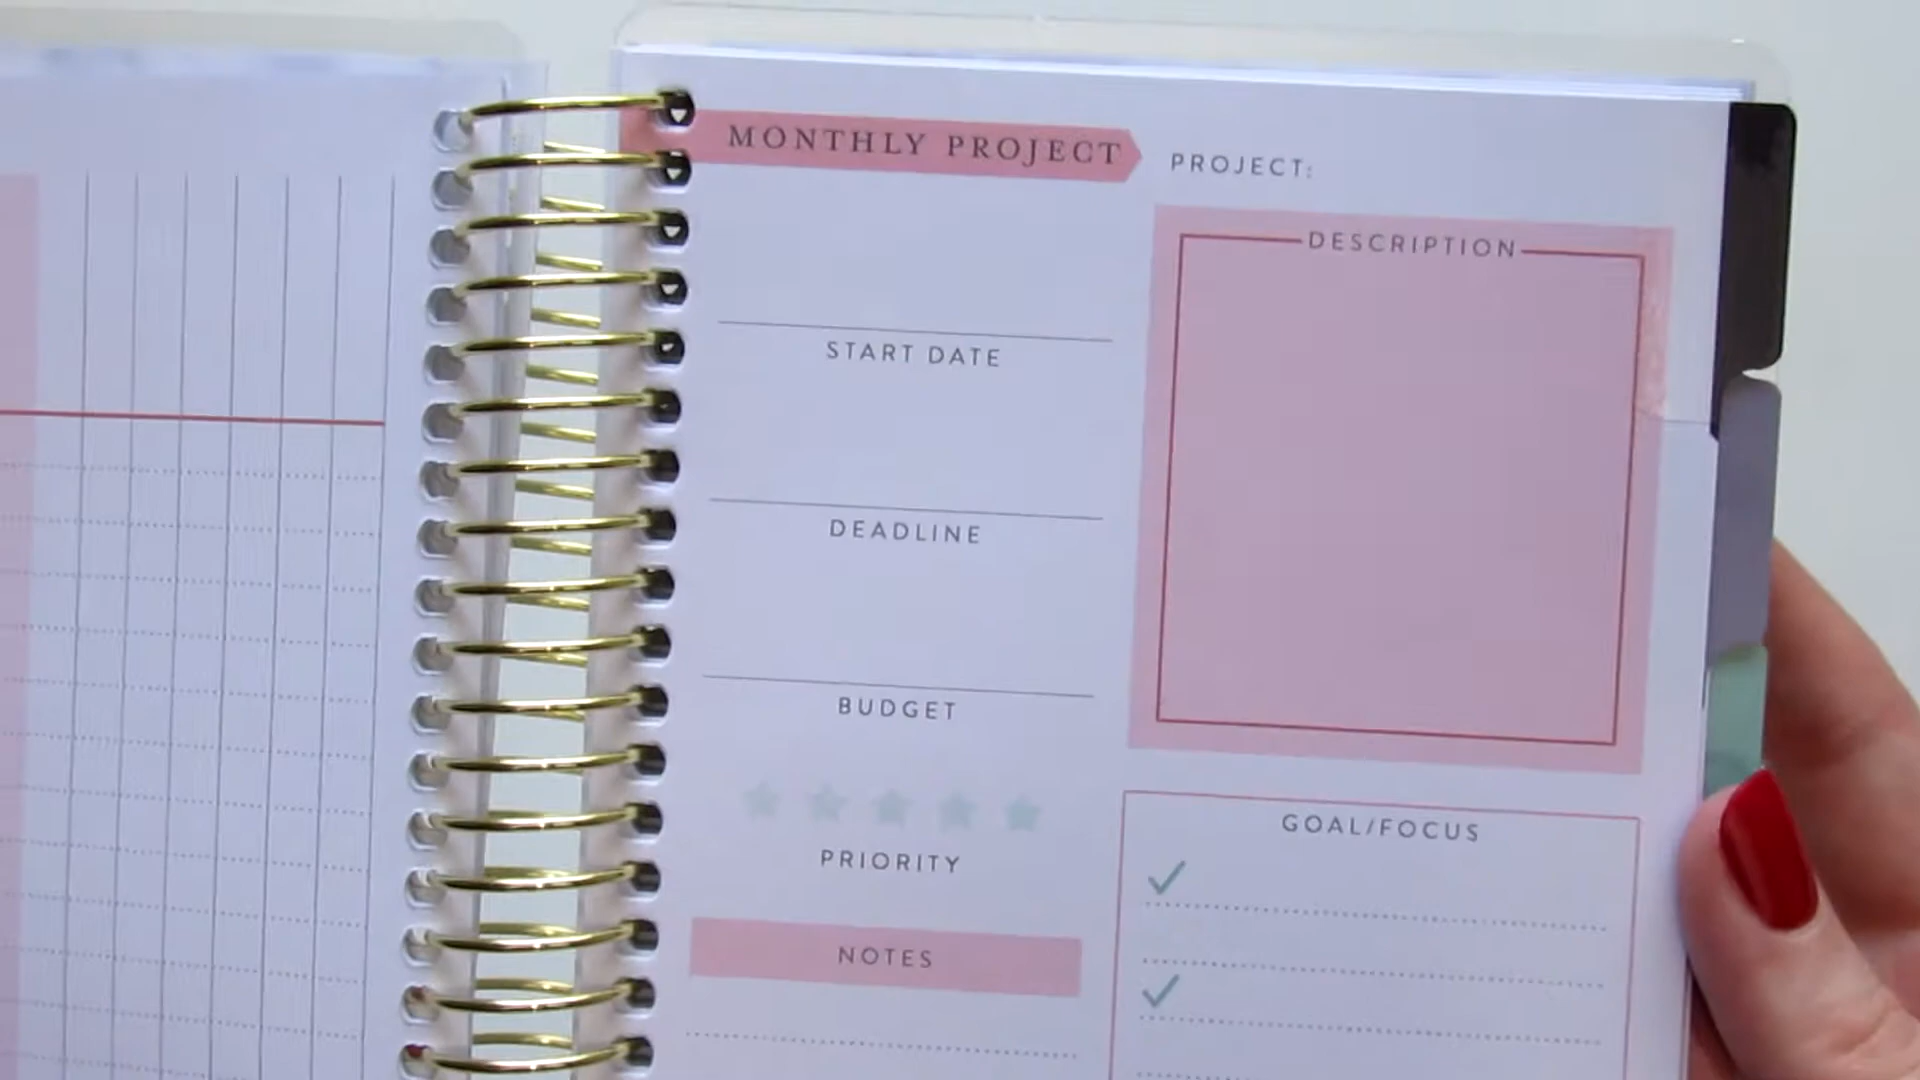 MONTHLY PROJECT
PROJECT:
DESCRIPTION
START DATE
DEADLINE
BUDGET
PRIORITY
GOAL/FOCUS
NOTES